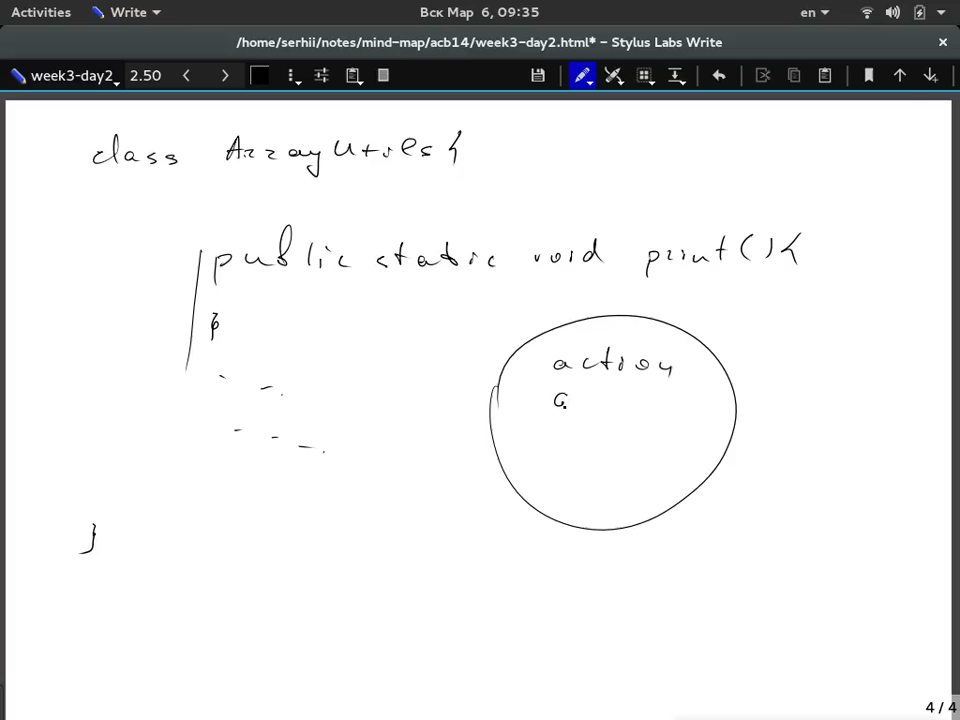 Activities Write Вск Мар 6, 09:35 en
/home/serhii/notes/mind-map/acb14/week3-day2.html* – Stylus Labs Write
week3-day2 2.50
class ArrayUtils{
public static void print(){
}
action
a
}
4 / 4